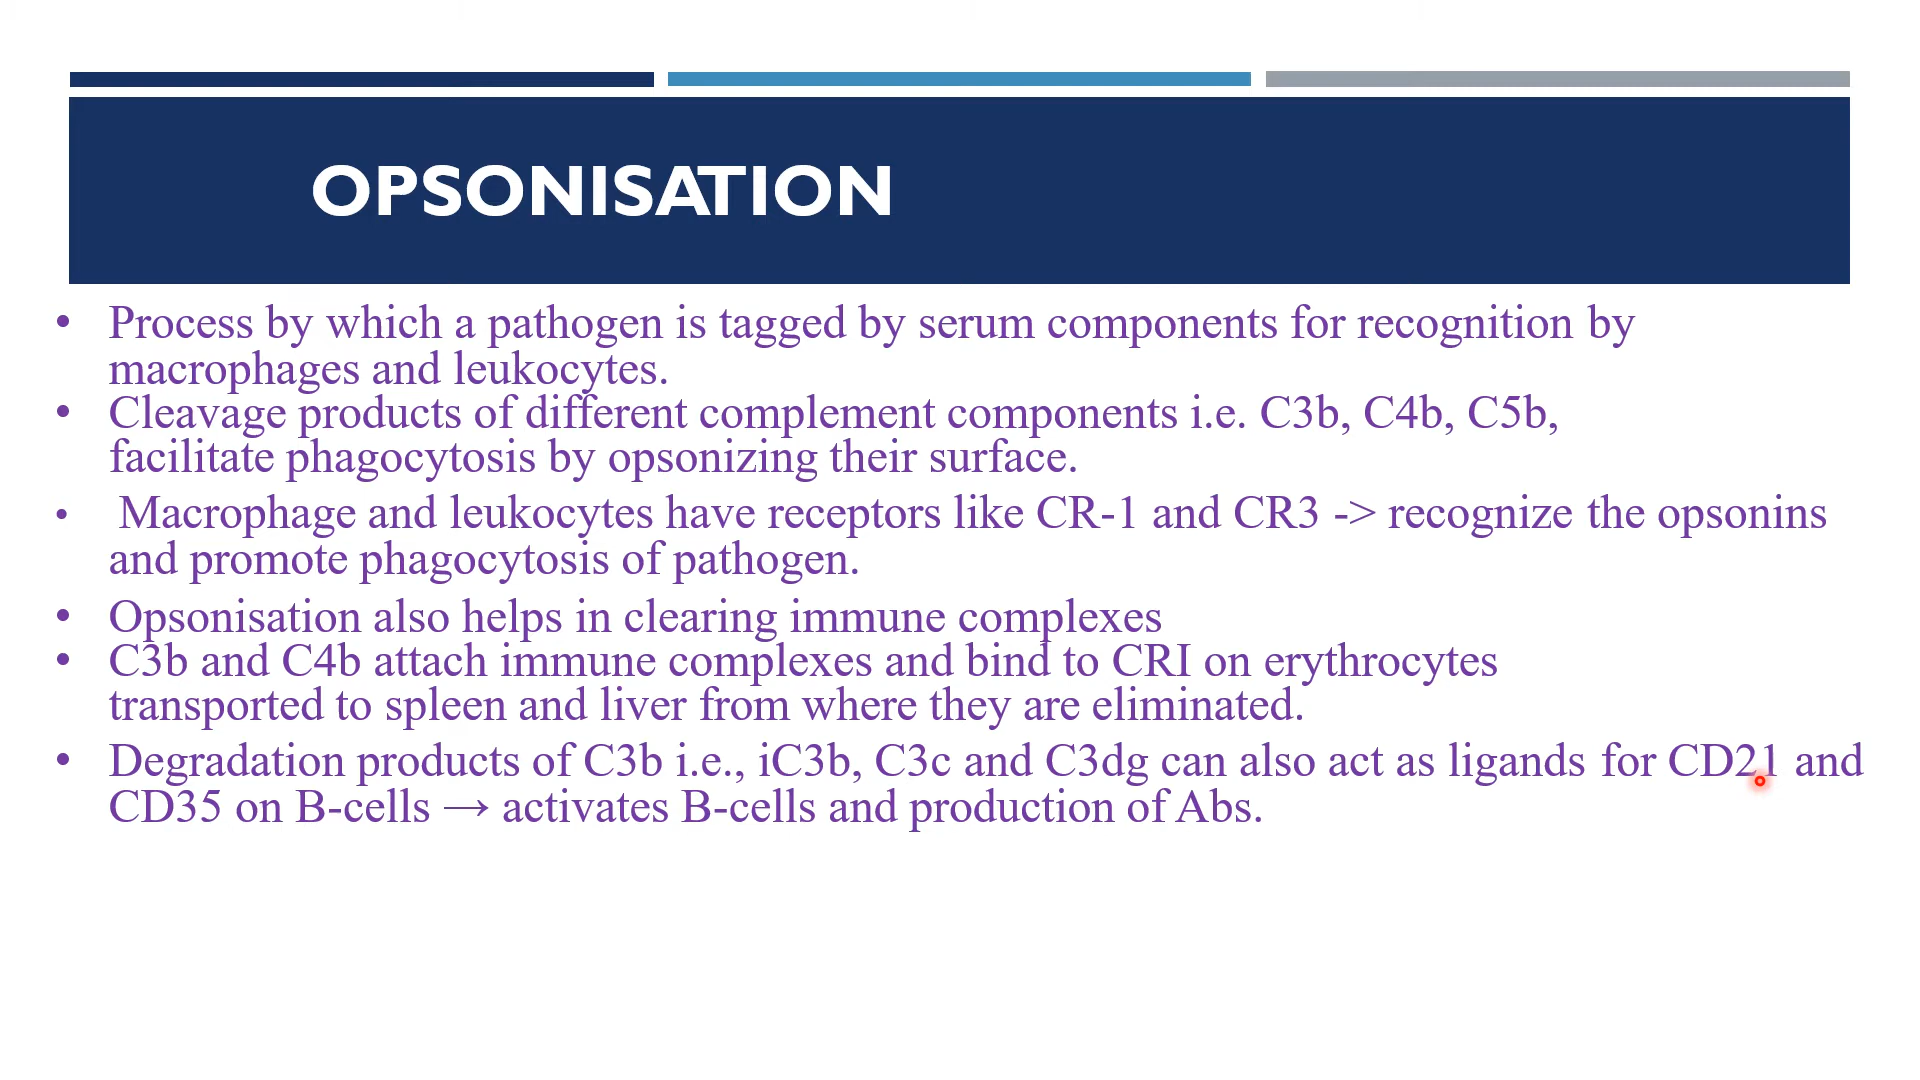 OPSONISATION
• Process by which a pathogen is tagged by serum components for recognition by
macrophages and leukocytes.
• Cleavage products of different complement components i.e. C3b, C4b, C5b,
facilitate phagocytosis by opsonizing their surface.
• Macrophage and leukocytes have receptors like CR-1 and CR3 -> recognize the opsonins
and promote phagocytosis of pathogen.
• Opsonisation also helps in clearing immune complexes
• C3b and C4b attach immune complexes and bind to CRI on erythrocytes
transported to spleen and liver from where they are eliminated.
• Degradation products of C3b i.e., iC3b, C3c and C3dg can also act as ligands for CD21 and
CD35 on B-cells → activates B-cells and production of Abs.